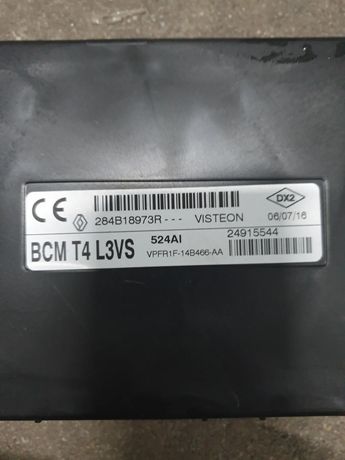 CE 284B18973R--- VISTEON DX2 06/07/16
BCM T4 L3VS 524AI 24915544
VPFR1F-14B466-AA